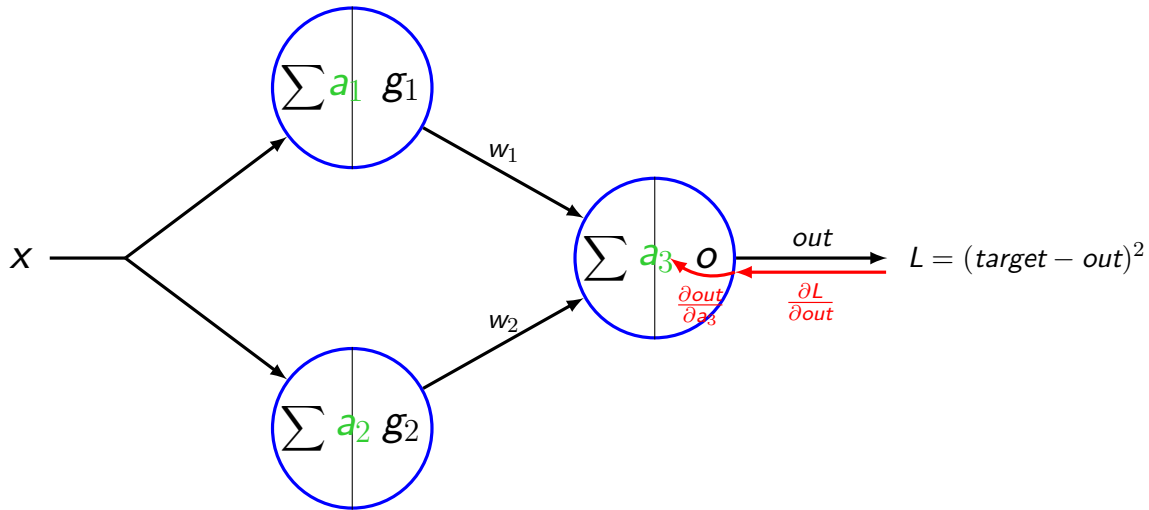 ∑ a₁ g₁
w₁
x
∑ a₃ o
out
L = (target − out)²
∂out/∂a₃
∂L/∂out
w₂
∑ a₂ g₂